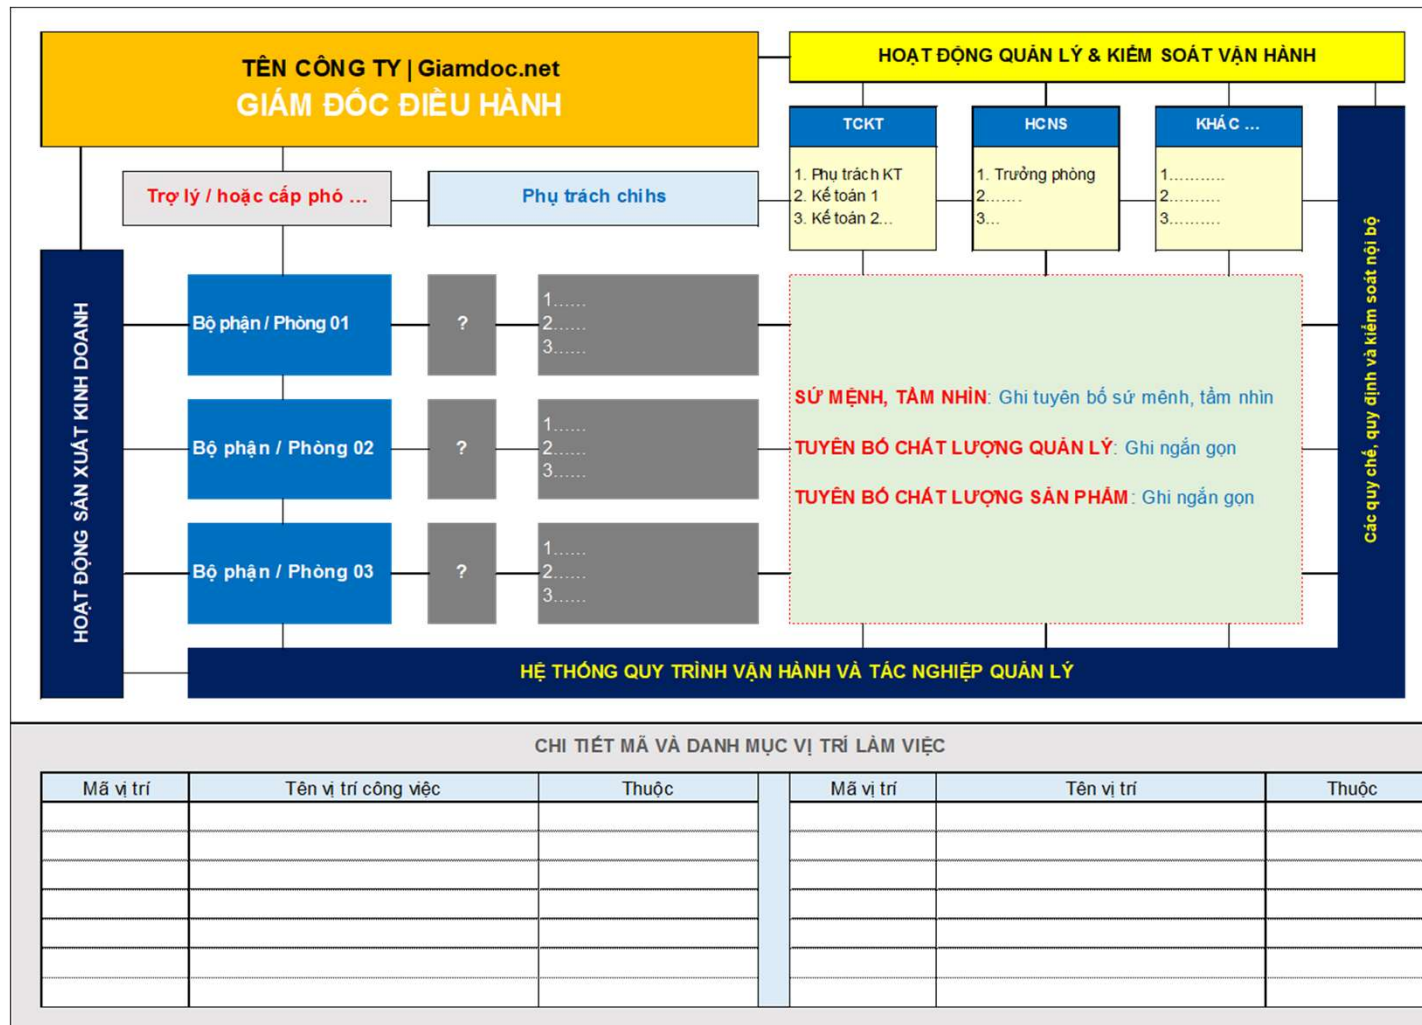 TÊN CÔNG TY | Giamdoc.net
GIÁM ĐỐC ĐIỀU HÀNH
HOẠT ĐỘNG QUẢN LÝ & KIỂM SOÁT VẬN HÀNH
TCKT
HCNS
KHÁC ...
1. Phụ trách KT
2. Kế toán 1
3. Kế toán 2...
1. Trưởng phòng
2.......
3...
1...........
2..........
3..........
Trợ lý / hoặc cấp phó ...
Phụ trách chihs
HOẠT ĐỘNG SẢN XUẤT KINH DOANH
Bộ phận / Phòng 01
?
1......
2......
3......
Bộ phận / Phòng 02
?
1......
2......
3......
Bộ phận / Phòng 03
?
1......
2......
3......
SỨ MỆNH, TẦM NHÌN: Ghi tuyên bố sứ mênh, tầm nhìn
TUYÊN BỐ CHẤT LƯỢNG QUẢN LÝ: Ghi ngắn gọn
TUYÊN BỐ CHẤT LƯỢNG SẢN PHẨM: Ghi ngắn gọn
Các quy chế, quy định và kiểm soát nội bộ
HỆ THỐNG QUY TRÌNH VẬN HÀNH VÀ TÁC NGHIỆP QUẢN LÝ
CHI TIẾT MÃ VÀ DANH MỤC VỊ TRÍ LÀM VIỆC
Mã vị trí Tên vị trí công việc Thuộc Mã vị trí Tên vị trí Thuộc